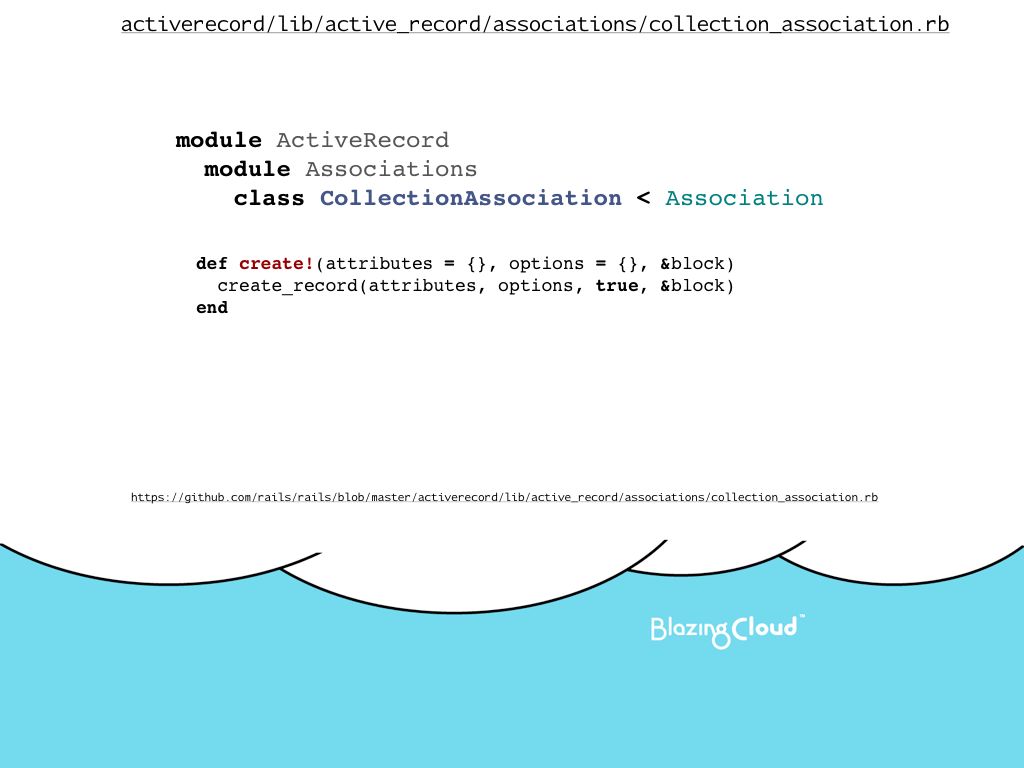 activerecord/lib/active_record/associations/collection_association.rb
module ActiveRecord
module Associations
class CollectionAssociation < Association
def create!(attributes = {}, options = {}, &block)
create_record(attributes, options, true, &block)
end
https://github.com/rails/rails/blob/master/activerecord/lib/active_record/associations/collection_association.rb
BlazingCloud™